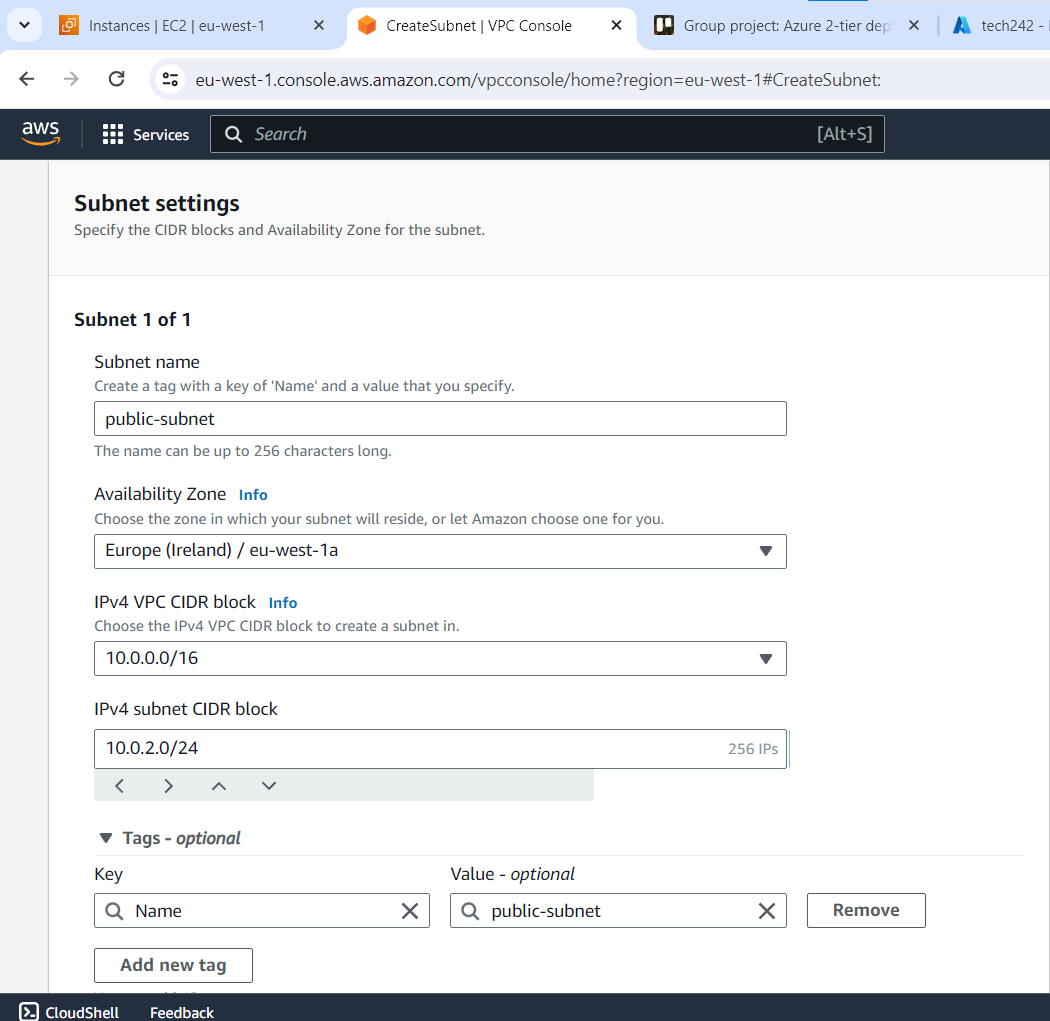 Instances | EC2 | eu-west-1
CreateSubnet | VPC Console
Group project: Azure 2-tier dep
tech242 -
eu-west-1.console.aws.amazon.com/vpcconsole/home?region=eu-west-1#CreateSubnet:
aws
Services
Search
[Alt+S]
Subnet settings
Specify the CIDR blocks and Availability Zone for the subnet.
Subnet 1 of 1
Subnet name
Create a tag with a key of 'Name' and a value that you specify.
public-subnet
The name can be up to 256 characters long.
Availability Zone Info
Choose the zone in which your subnet will reside, or let Amazon choose one for you.
Europe (Ireland) / eu-west-1a
IPv4 VPC CIDR block Info
Choose the IPv4 VPC CIDR block to create a subnet in.
10.0.0.0/16
IPv4 subnet CIDR block
10.0.2.0/24
256 IPs
Tags - optional
Key
Value - optional
Name
public-subnet
Remove
Add new tag
CloudShell
Feedback